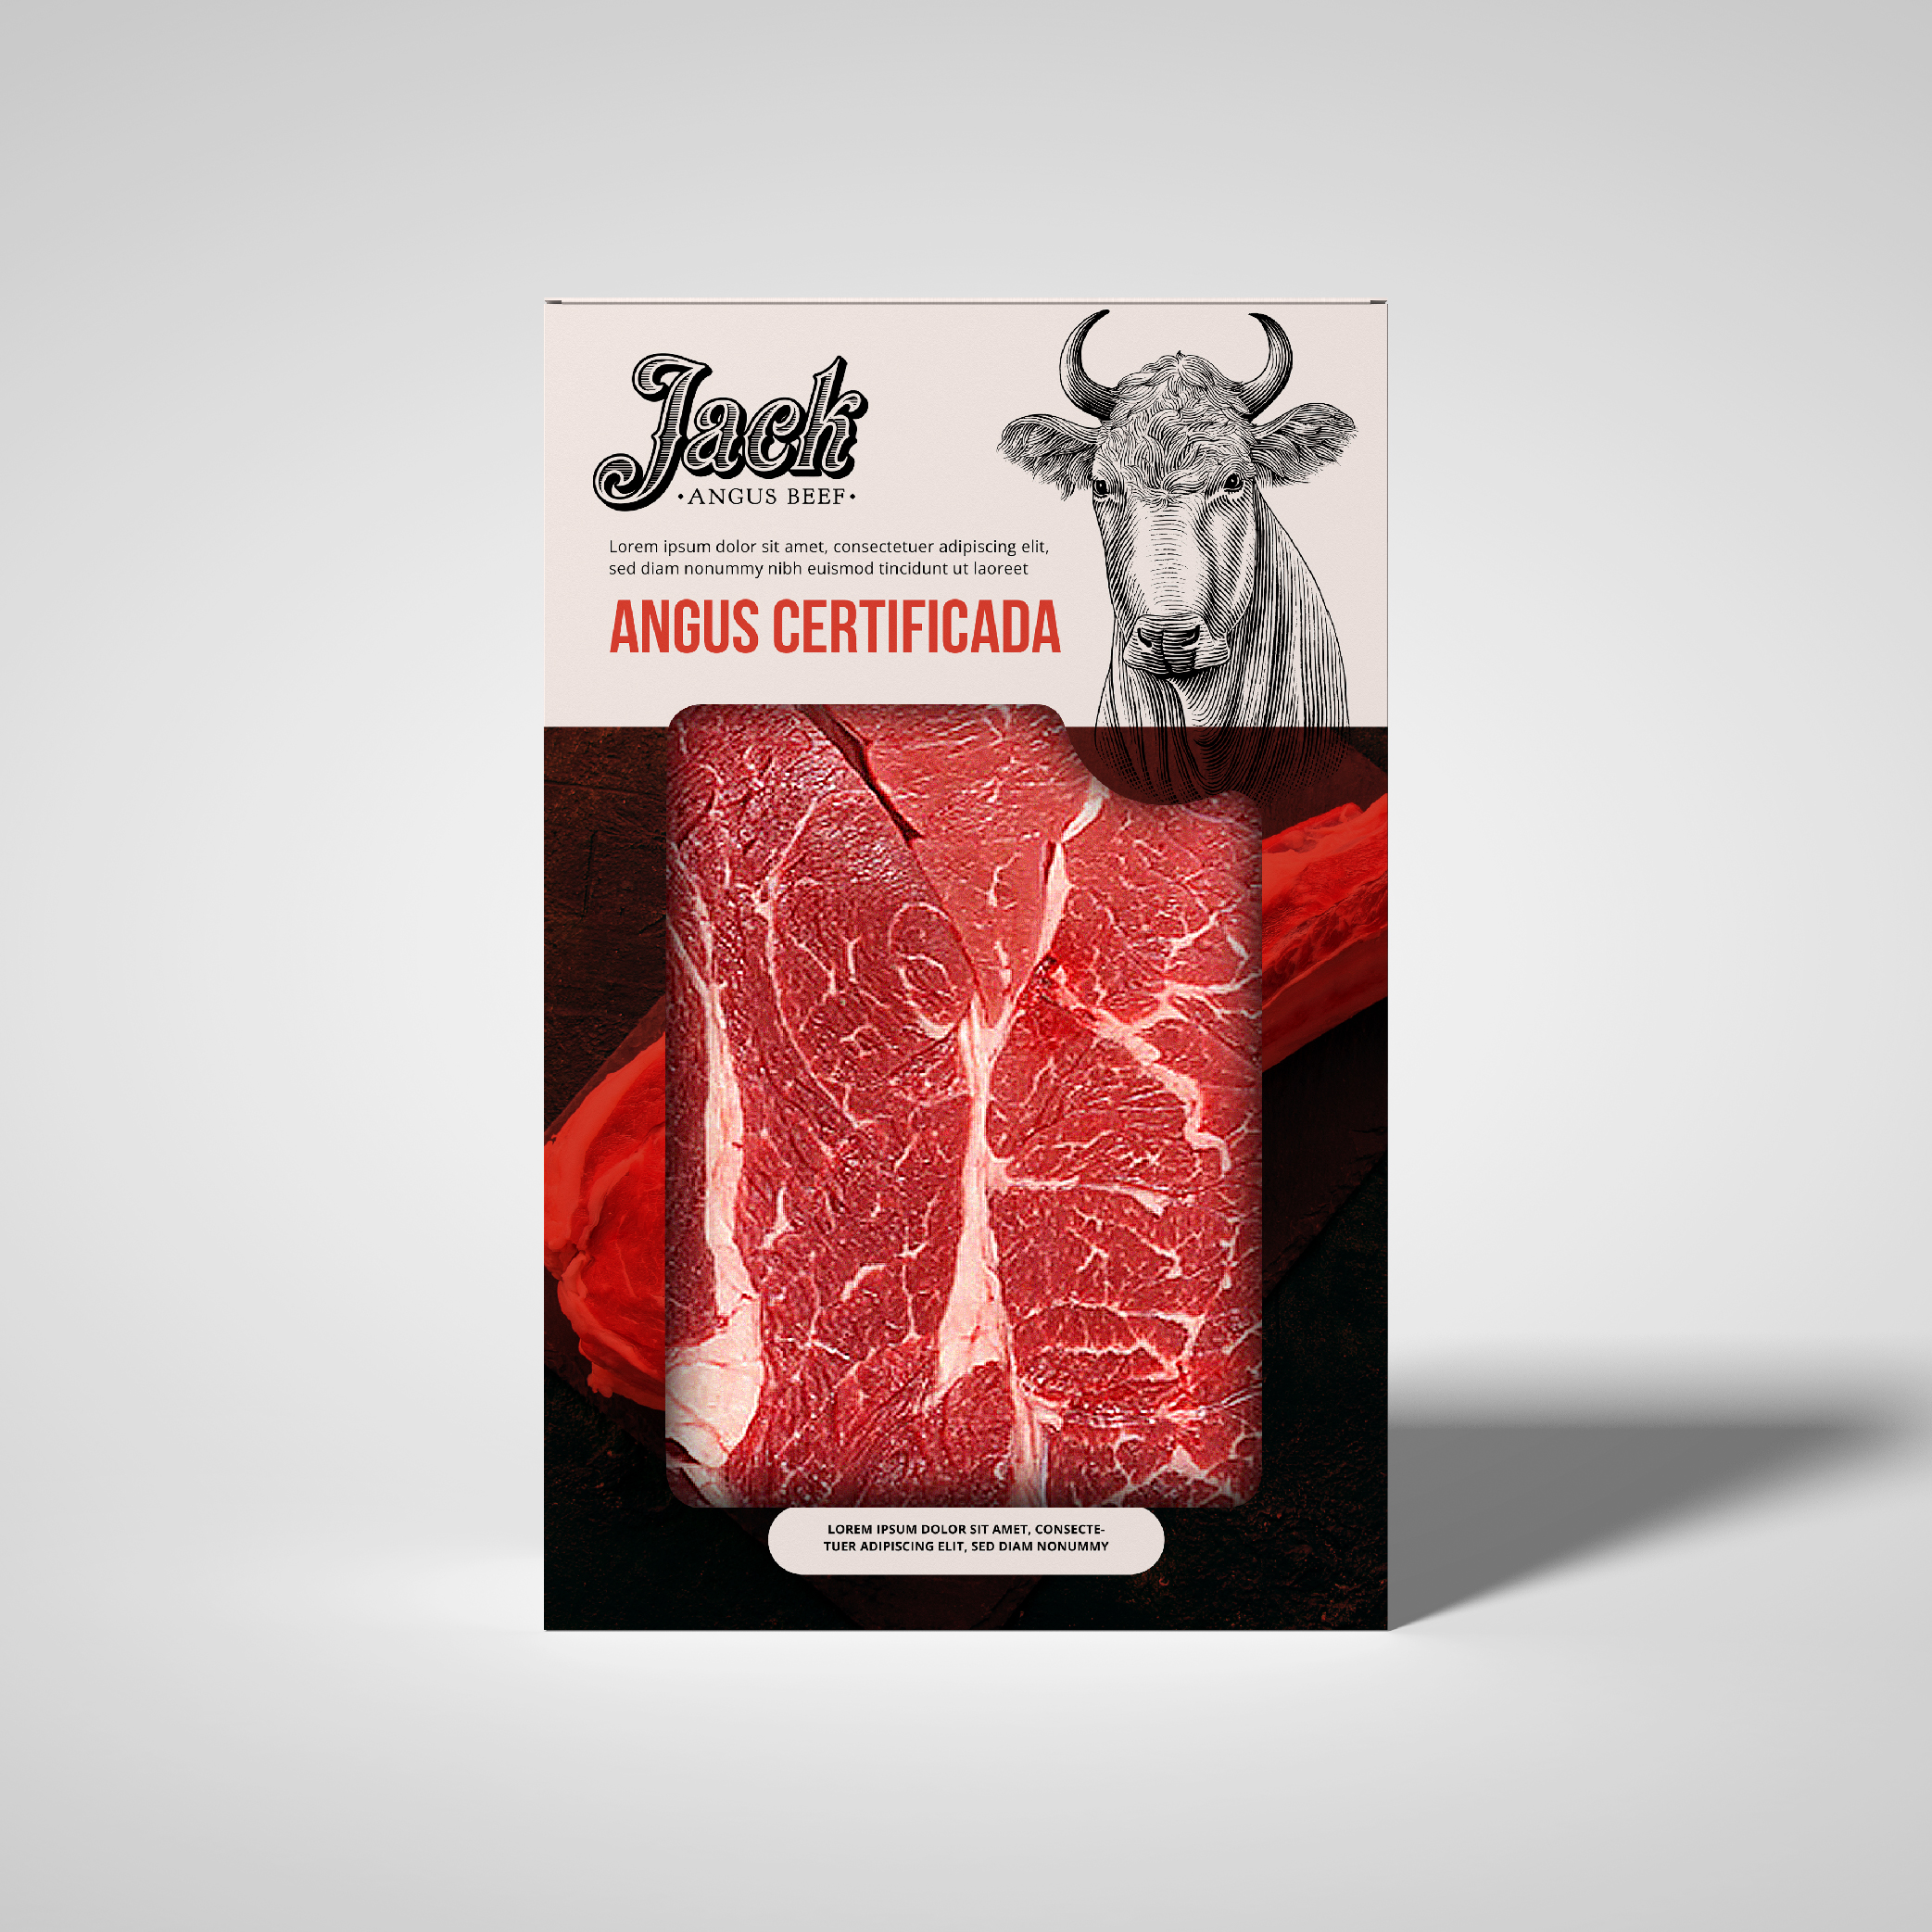 Jack
•ANGUS BEEF•
Lorem ipsum dolor sit amet, consectetuer adipiscing elit,
sed diam nonummy nibh euismod tincidunt ut laoreet
ANGUS CERTIFICADA
LOREM IPSUM DOLOR SIT AMET, CONSECTE-
TUER ADIPISCING ELIT, SED DIAM NONUMMY